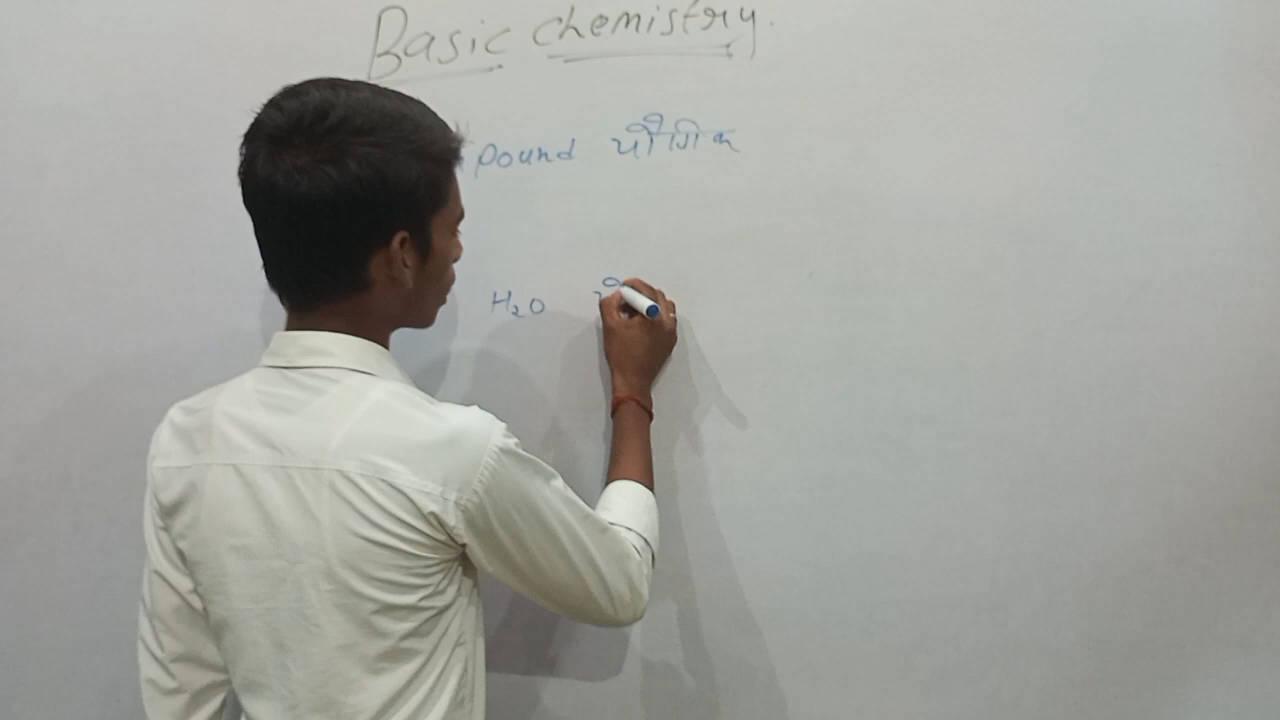 Basic chemistry.
pound यौगिक
H₂O